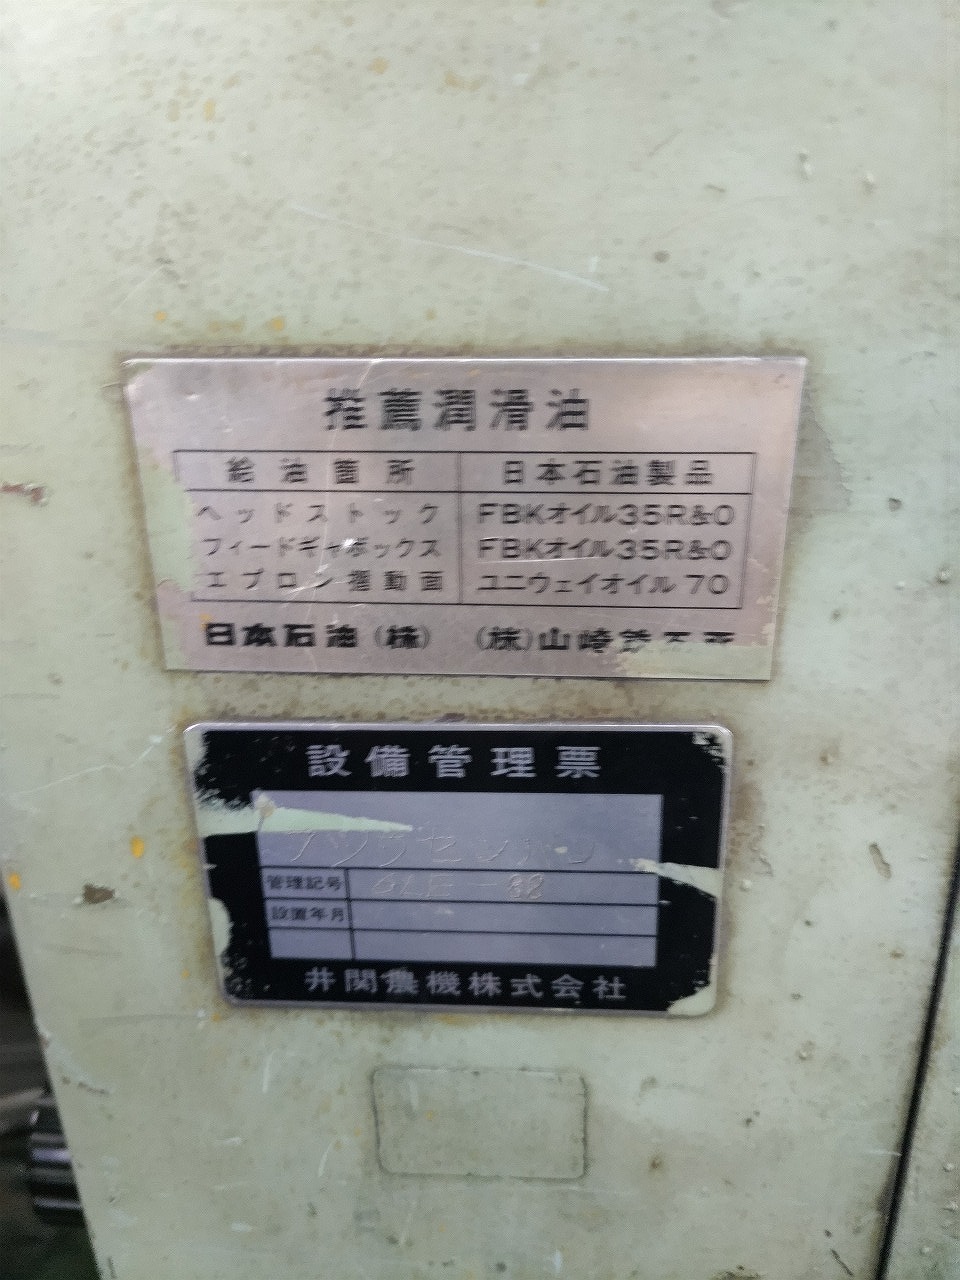 推薦潤滑油
給油箇所 日本石油製品
ヘッドストック FBKオイル35R&O
フィードギャボックス FBKオイル35R&O
エプロン摺動面 ユニウェイオイル70
日本石油(株) (株)山崎鉄工所
設備管理票
管理記号
設置年月
井関農機株式会社